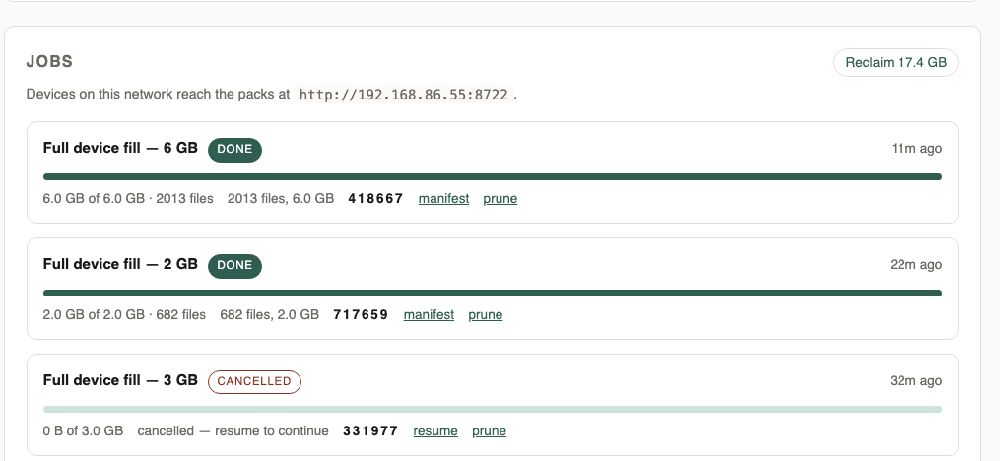 JOBS
Reclaim 17.4 GB
Devices on this network reach the packs at http://192.168.86.55:8722 .
Full device fill — 6 GB DONE 11m ago
6.0 GB of 6.0 GB · 2013 files 2013 files, 6.0 GB 418667 manifest prune
Full device fill — 2 GB DONE 22m ago
2.0 GB of 2.0 GB · 682 files 682 files, 2.0 GB 717659 manifest prune
Full device fill — 3 GB CANCELLED 32m ago
0 B of 3.0 GB cancelled — resume to continue 331977 resume prune